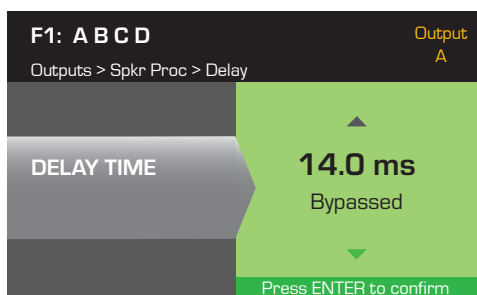 F1: A B C D
Output
A
Outputs > Spkr Proc > Delay
DELAY TIME
14.0 ms
Bypassed
Press ENTER to confirm